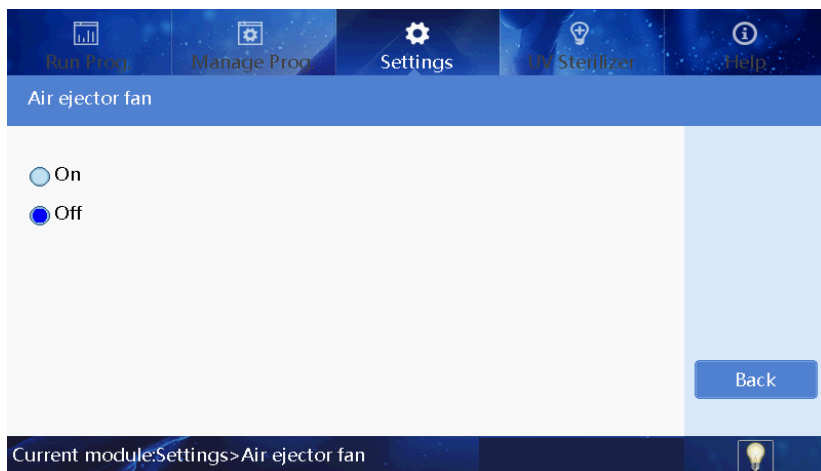 Run Prog.
Manage Prog.
Settings
UV Sterilizer
Help
Air ejector fan
On
Off
Back
Current module:Settings>Air ejector fan